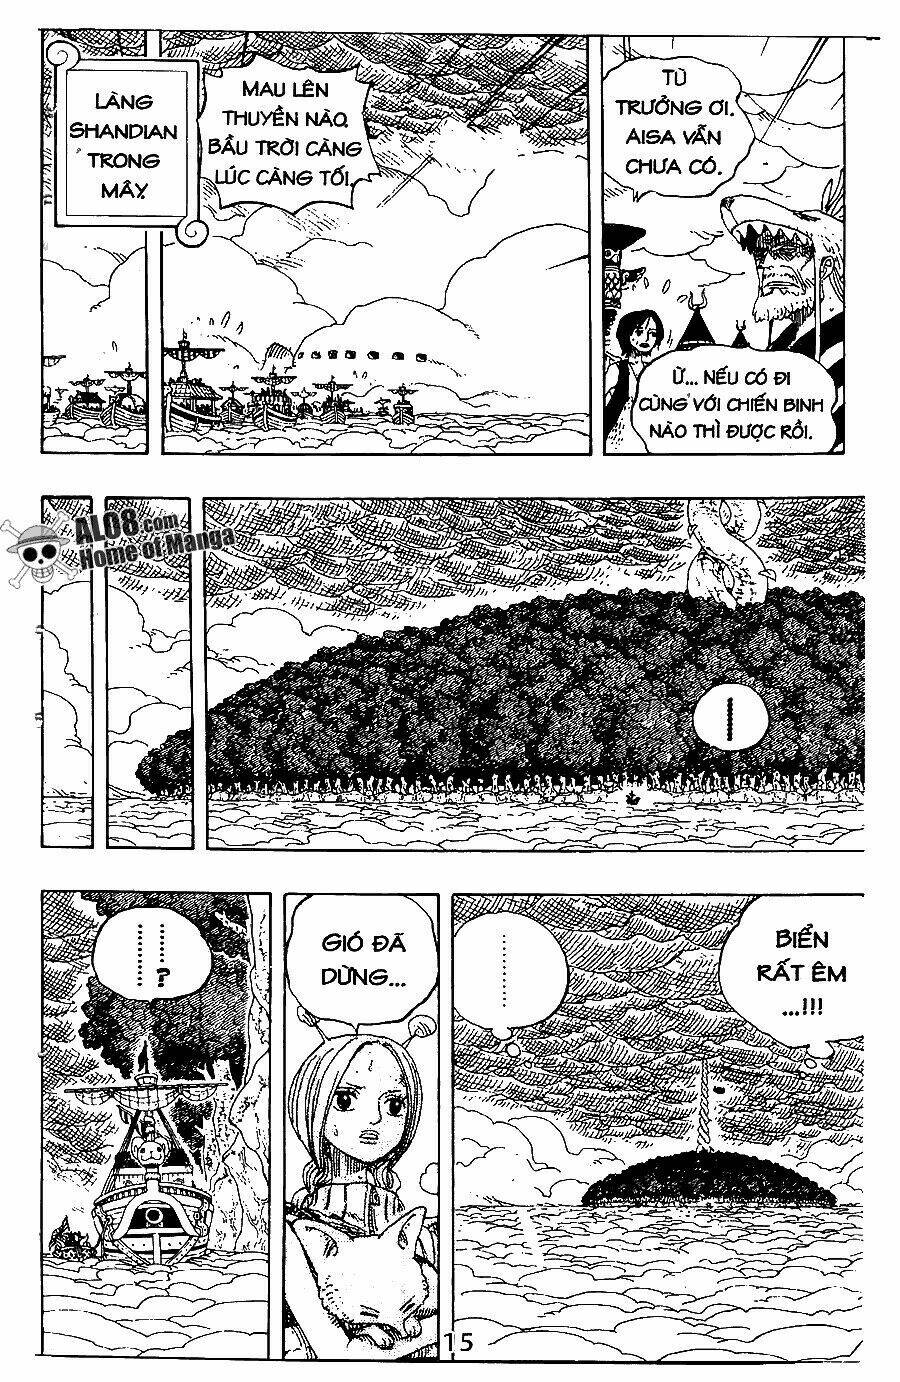 LÀNG
SHANDIAN
TRONG
MÂY.
MAU LÊN
THUYỀN NÀO.
BẦU TRỜI CÀNG
LÚC CÀNG TỐI.
TÙ
TRƯỞNG ƠI.
AISA VẪN
CHƯA CÓ.
Ừ... NẾU CÓ ĐI
CÙNG VỚI CHIẾN BINH
NÀO THÌ ĐƯỢC RỒI.
ALO8.com
Home of Manga
..........?
GIÓ ĐÃ
DỪNG...
..........
BIỂN
RẤT ÊM
...!!!
15